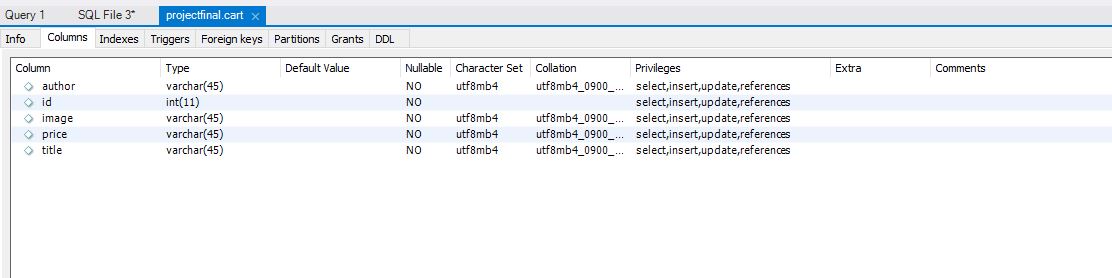 Query 1 SQL File 3* projectfinal.cart ×
Info Columns Indexes Triggers Foreign keys Partitions Grants DDL
Column Type Default Value Nullable Character Set Collation Privileges Extra Comments
author varchar(45) NO utf8mb4 utf8mb4_0900_... select,insert,update,references
id int(11) NO select,insert,update,references
image varchar(45) NO utf8mb4 utf8mb4_0900_... select,insert,update,references
price varchar(45) NO utf8mb4 utf8mb4_0900_... select,insert,update,references
title varchar(45) NO utf8mb4 utf8mb4_0900_... select,insert,update,references